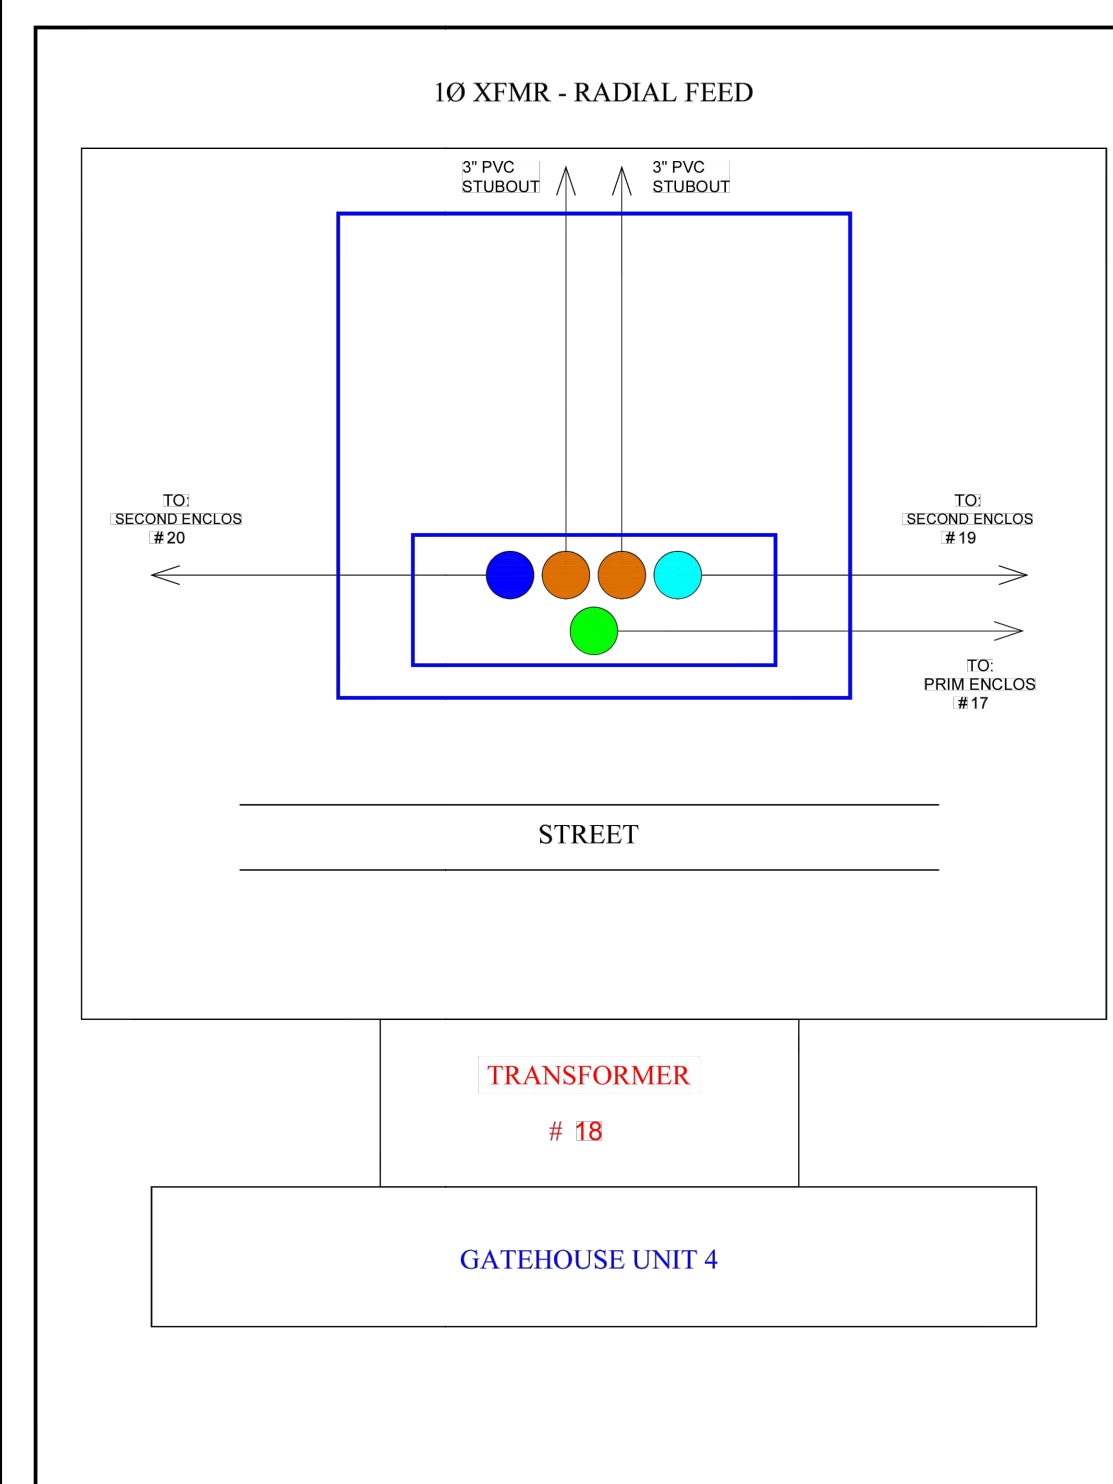 1Ø XFMR - RADIAL FEED
3" PVC
STUBOUT
3" PVC
STUBOUT
TO:
SECOND ENCLOS
#20
TO:
SECOND ENCLOS
#19
TO:
PRIM ENCLOS
#17
STREET
TRANSFORMER
# 18
GATEHOUSE UNIT 4